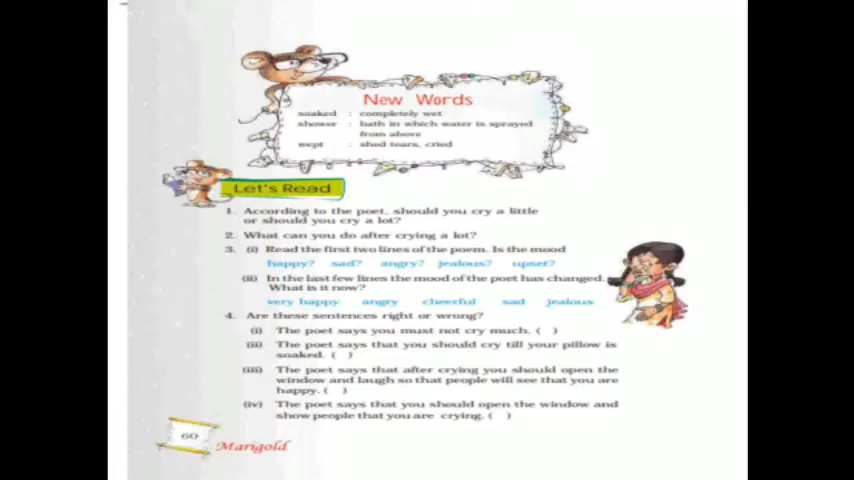 New Words
soaked : completely wet
shower : bath in which water is sprayed
from above
wept : shed tears, cried
Let's Read
1. According to the poet, should you cry a little
or should you cry a lot?
2. What can you do after crying a lot?
3. (i) Read the first two lines of the poem. Is the mood
happy? sad? angry? jealous? upset?
(ii) In the last few lines the mood of the poet has changed.
What is it now?
very happy angry cheerful sad jealous
4. Are these sentences right or wrong?
(i) The poet says you must not cry much. ( )
(ii) The poet says that you should cry till your pillow is
soaked. ( )
(iii) The poet says that after crying you should open the
window and laugh so that people will see that you are
happy. ( )
(iv) The poet says that you should open the window and
show people that you are crying. ( )
60
Marigold